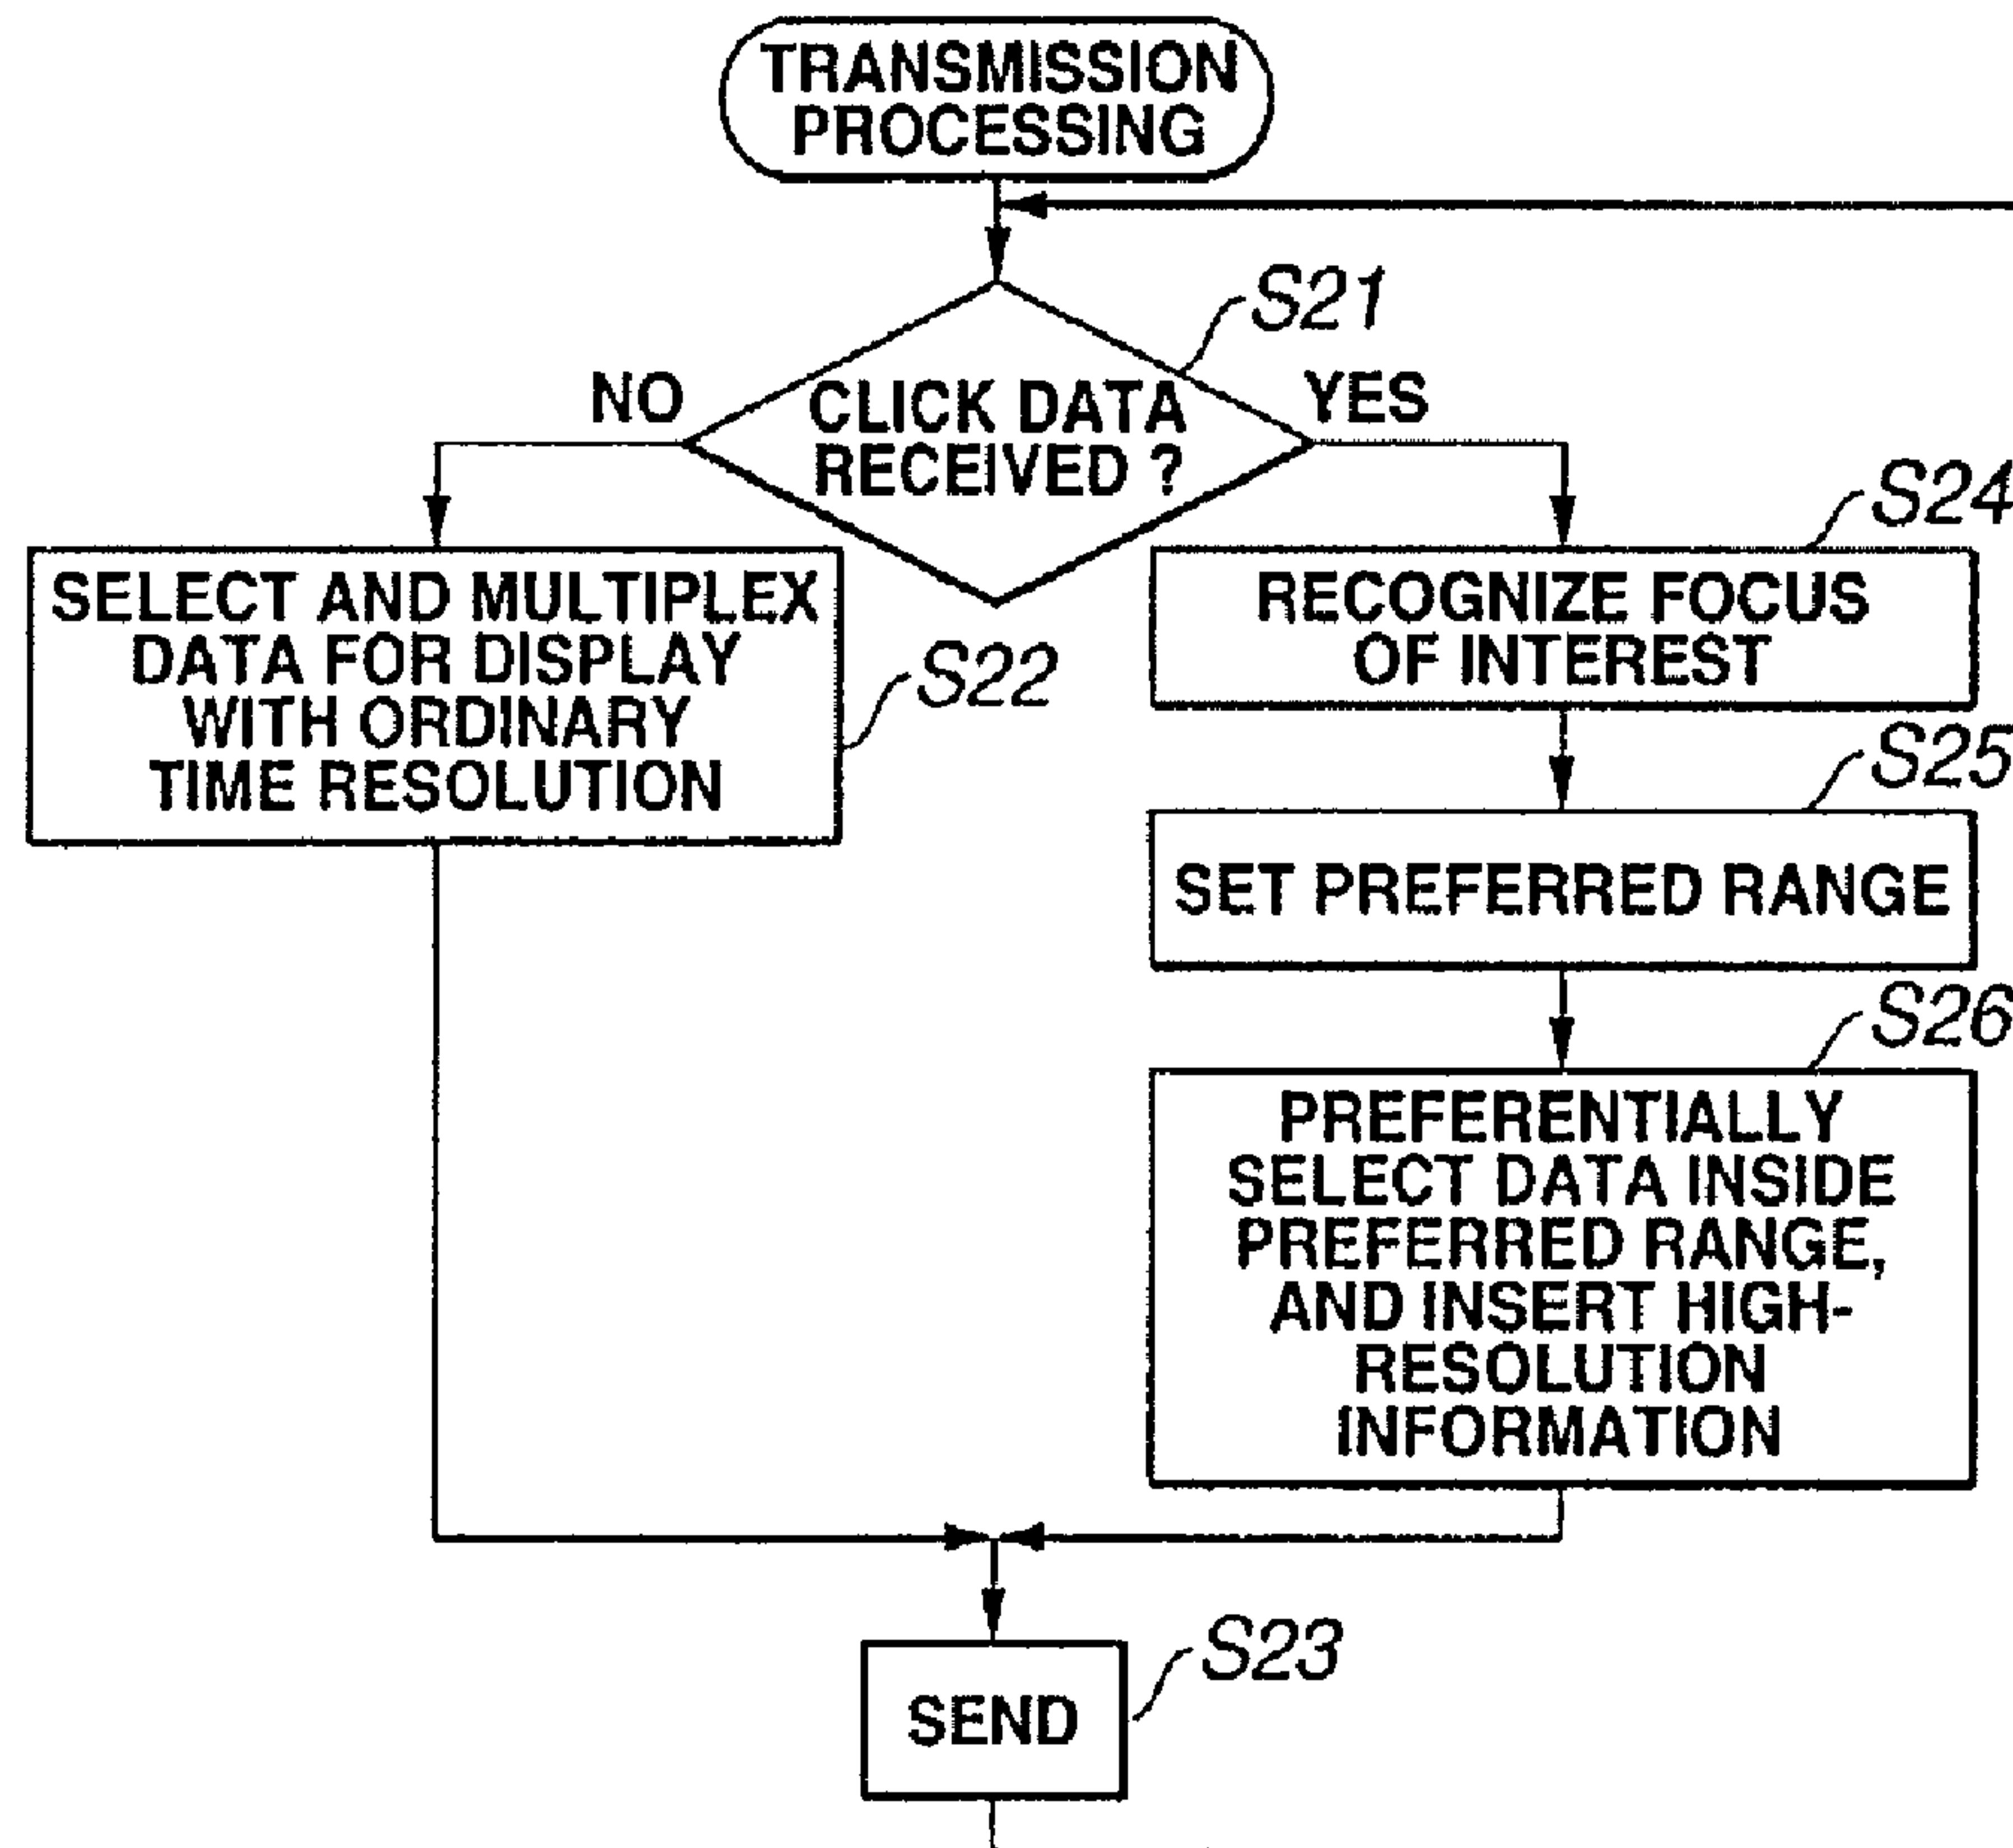 TRANSMISSION
PROCESSING
S21
NO
CLICK DATA
RECEIVED ?
YES
S24
SELECT AND MULTIPLEX
DATA FOR DISPLAY
WITH ORDINARY
TIME RESOLUTION
S22
RECOGNIZE FOCUS
OF INTEREST
S25
SET PREFERRED RANGE
S26
PREFERENTIALLY
SELECT DATA INSIDE
PREFERRED RANGE,
AND INSERT HIGH-
RESOLUTION
INFORMATION
S23
SEND